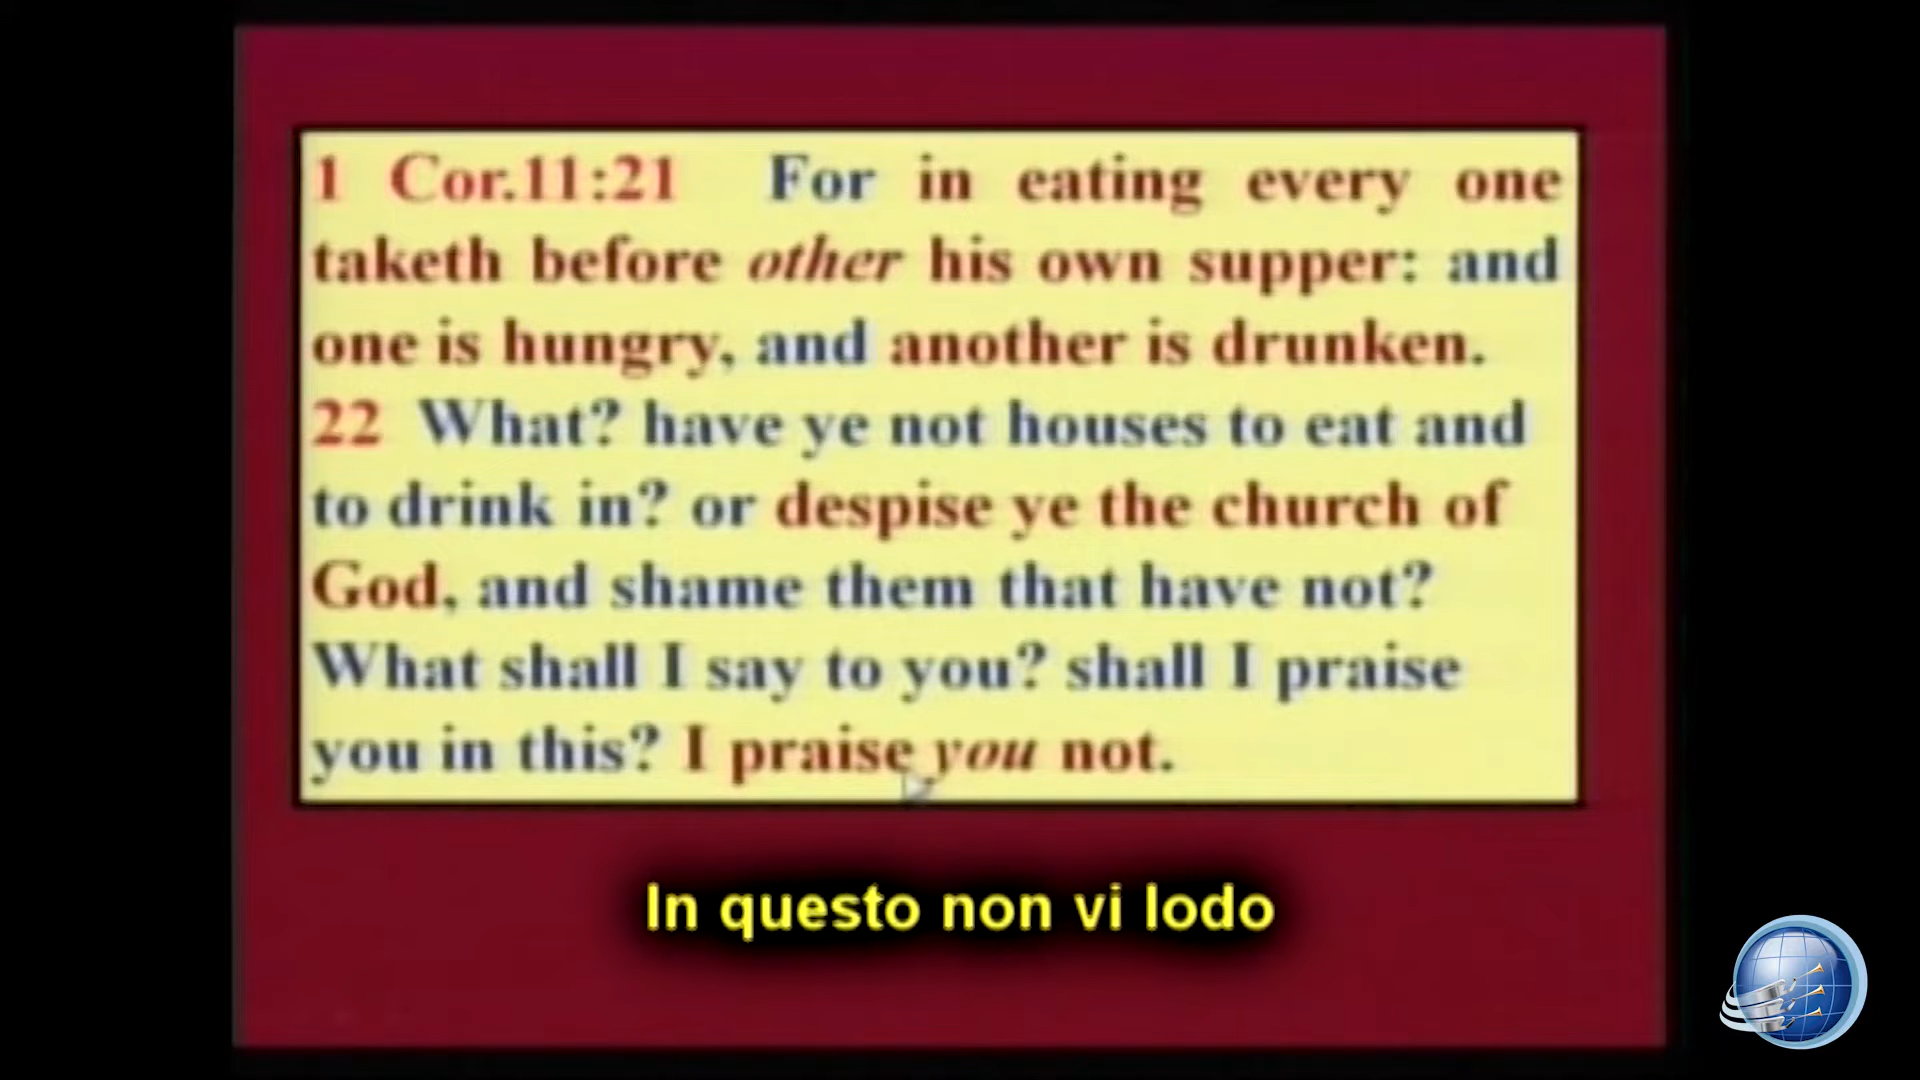 1 Cor.11:21 For in eating every one
taketh before other his own supper: and
one is hungry, and another is drunken.
22 What? have ye not houses to eat and
to drink in? or despise ye the church of
God, and shame them that have not?
What shall I say to you? shall I praise
you in this? I praise you not.
In questo non vi lodo